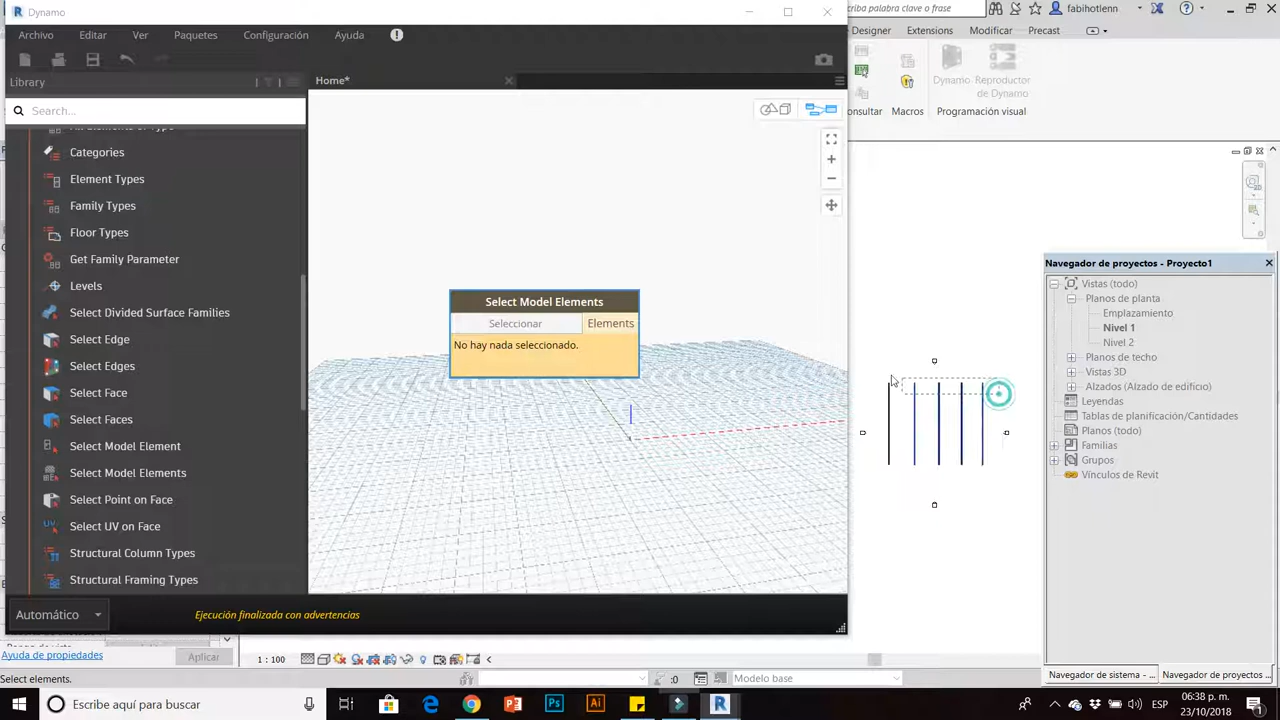 Dynamo
Archivo Editar Ver Paquetes Configuración Ayuda
Library
Home*
Search...
Categories
Element Types
Family Types
Floor Types
Get Family Parameter
Levels
Select Divided Surface Families
Select Edge
Select Edges
Select Face
Select Faces
Select Model Element
Select Model Elements
Select Point on Face
Select UV on Face
Structural Column Types
Structural Framing Types
Select Model Elements
Seleccionar Elements
No hay nada seleccionado.
Automático
Ejecución finalizada con advertencias
criba palabra clave o frase
fabihotlenn
Designer Extensions Modificar Precast
Dynamo Reproductor
de Dynamo
onsultar Macros Programación visual
Navegador de proyectos - Proyecto1
Vistas (todo)
Planos de planta
Emplazamiento
Nivel 1
Nivel 2
Planos de techo
Vistas 3D
Alzados (Alzado de edificio)
Leyendas
Tablas de planificación/Cantidades
Planos (todo)
Familias
Grupos
Vínculos de Revit
Navegador de sistema - ... Navegador de proyectos ...
Ayuda de propiedades Aplicar
1 : 100
Select elements.
:0
Modelo base
Escribe aquí para buscar
ESP
06:38 p. m.
23/10/2018